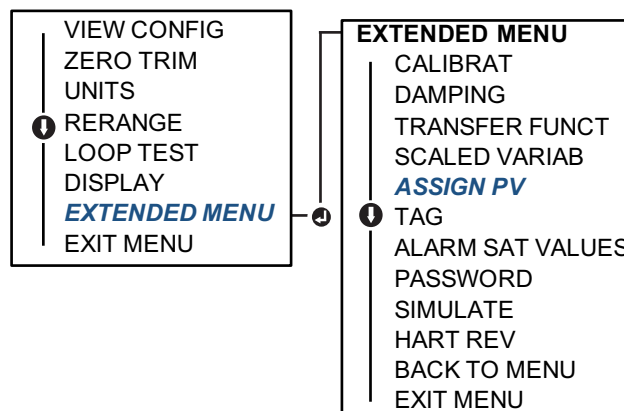 VIEW CONFIG
ZERO TRIM
UNITS
RERANGE
LOOP TEST
DISPLAY
EXTENDED MENU
EXIT MENU
EXTENDED MENU
CALIBRAT
DAMPING
TRANSFER FUNCT
SCALED VARIAB
ASSIGN PV
TAG
ALARM SAT VALUES
PASSWORD
SIMULATE
HART REV
BACK TO MENU
EXIT MENU